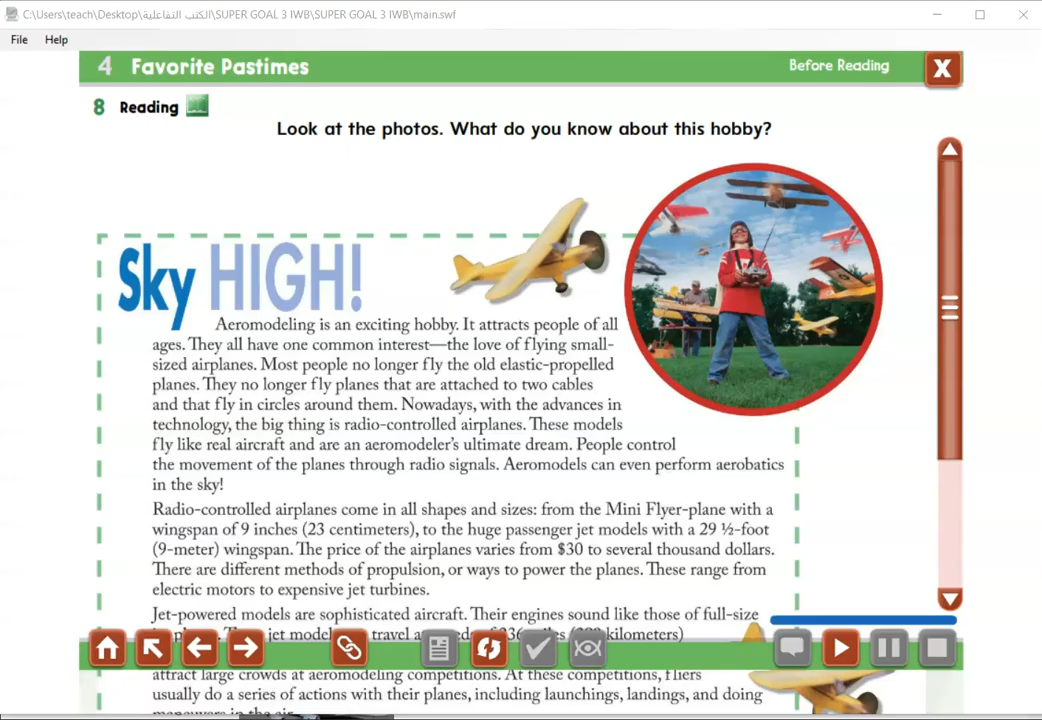 C:\Users\teach\Desktop\الكتب التفاعلية\SUPER GOAL 3 IWB\SUPER GOAL 3 IWB\main.swf
File Help
4 Favorite Pastimes
Before Reading
X
8 Reading
Look at the photos. What do you know about this hobby?
Sky HIGH!
Aeromodeling is an exciting hobby. It attracts people of all
ages. They all have one common interest—the love of flying small-
sized airplanes. Most people no longer fly the old elastic-propelled
planes. They no longer fly planes that are attached to two cables
and that fly in circles around them. Nowadays, with the advances in
technology, the big thing is radio-controlled airplanes. These models
fly like real aircraft and are an aeromodeler's ultimate dream. People control
the movement of the planes through radio signals. Aeromodels can even perform aerobatics
in the sky!
Radio-controlled airplanes come in all shapes and sizes: from the Mini Flyer-plane with a
wingspan of 9 inches (23 centimeters), to the huge passenger jet models with a 29 ½-foot
(9-meter) wingspan. The price of the airplanes varies from $30 to several thousand dollars.
There are different methods of propulsion, or ways to power the planes. These range from
electric motors to expensive jet turbines.
Jet-powered models are sophisticated aircraft. Their engines sound like those of full-size
jet model travel a kilometers)
attract large crowds at aeromodeling competitions. At these competitions, fliers
usually do a series of actions with their planes, including launchings, landings, and doing
maneuvers in the air.